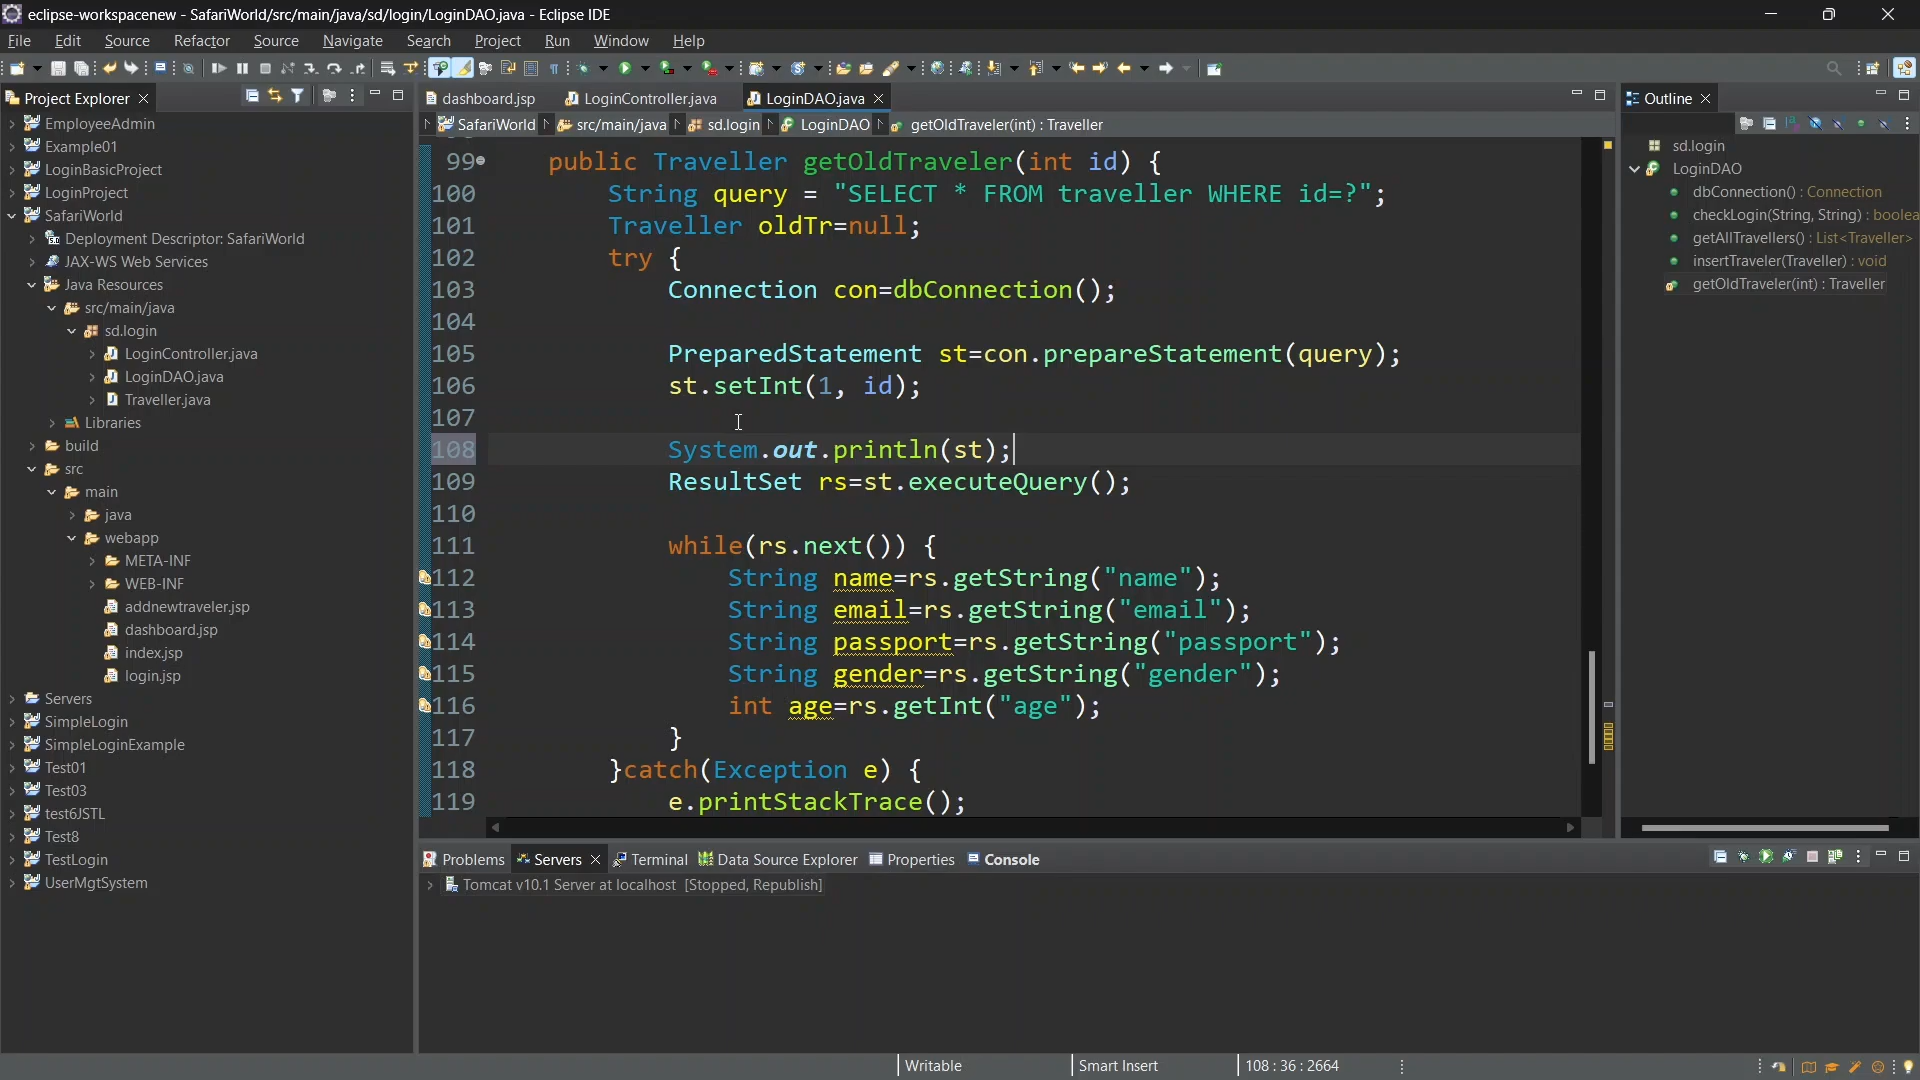 eclipse-workspacenew - SafariWorld/src/main/java/sd/login/LoginDAO.java - Eclipse IDE
File Edit Source Refactor Source Navigate Search Project Run Window Help
Project Explorer
EmployeeAdmin
Example01
LoginBasicProject
LoginProject
SafariWorld
Deployment Descriptor: SafariWorld
JAX-WS Web Services
Java Resources
src/main/java
sd.login
LoginController.java
LoginDAO.java
Traveller.java
Libraries
build
src
main
java
webapp
META-INF
WEB-INF
addnewtraveler.jsp
dashboard.jsp
index.jsp
login.jsp
Servers
SimpleLogin
SimpleLoginExample
Test01
Test03
test6JSTL
Test8
TestLogin
UserMgtSystem
dashboard.jsp LoginController.java LoginDAO.java
SafariWorld src/main/java sd.login LoginDAO getOldTraveler(int) : Traveller
99 public Traveller getOldTraveler(int id) {
100 String query = "SELECT * FROM traveller WHERE id=?";
101 Traveller oldTr=null;
102 try {
103 Connection con=dbConnection();
104
105 PreparedStatement st=con.prepareStatement(query);
106 st.setInt(1, id);
107
108 System.out.println(st);
109 ResultSet rs=st.executeQuery();
110
111 while(rs.next()) {
112 String name=rs.getString("name");
113 String email=rs.getString("email");
114 String passport=rs.getString("passport");
115 String gender=rs.getString("gender");
116 int age=rs.getInt("age");
117 }
118 }catch(Exception e) {
119 e.printStackTrace();
Outline
sd.login
LoginDAO
dbConnection() : Connection
checkLogin(String, String) : boolea
getAllTravellers() : List<Traveller>
insertTraveler(Traveller) : void
getOldTraveler(int) : Traveller
Problems Servers Terminal Data Source Explorer Properties Console
Tomcat v10.1 Server at localhost [Stopped, Republish]
Writable Smart Insert 108 : 36 : 2664